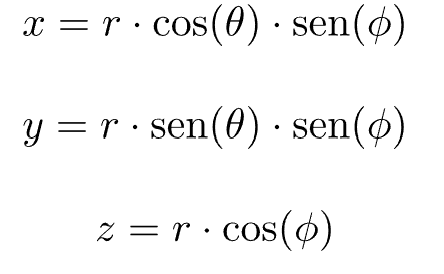 x = r · cos(θ) · sen(ϕ)
y = r · sen(θ) · sen(ϕ)
z = r · cos(ϕ)